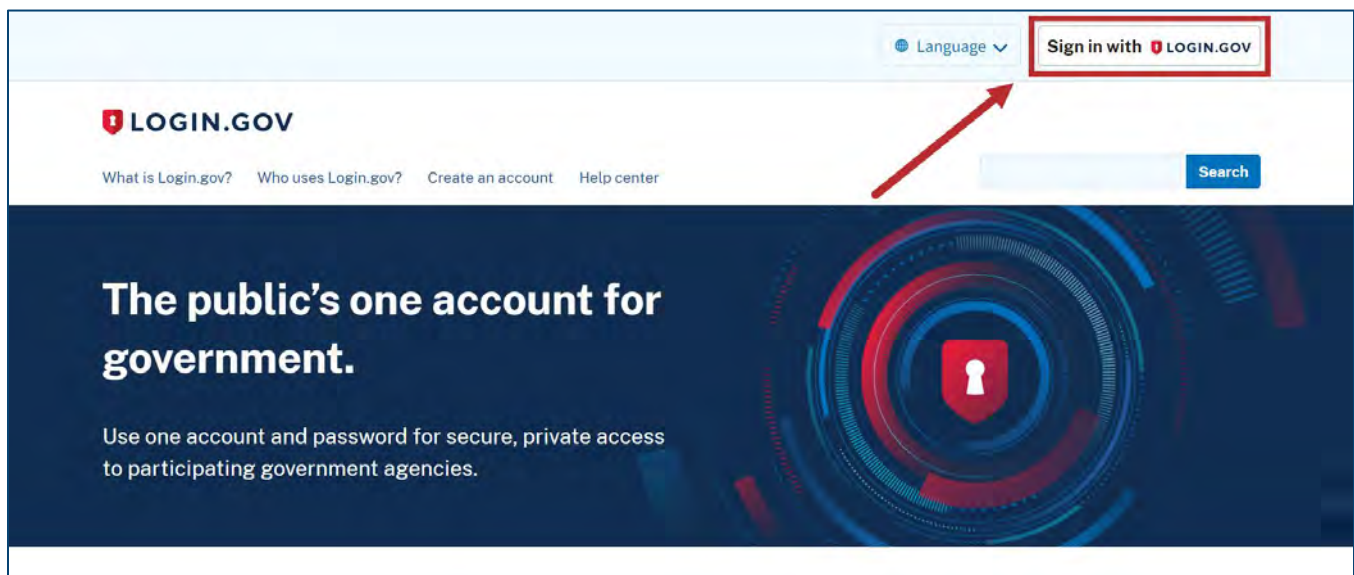 Language
Sign in with LOGIN.GOV
LOGIN.GOV
What is Login.gov? Who uses Login.gov? Create an account Help center
Search
The public’s one account for
government.
Use one account and password for secure, private access
to participating government agencies.